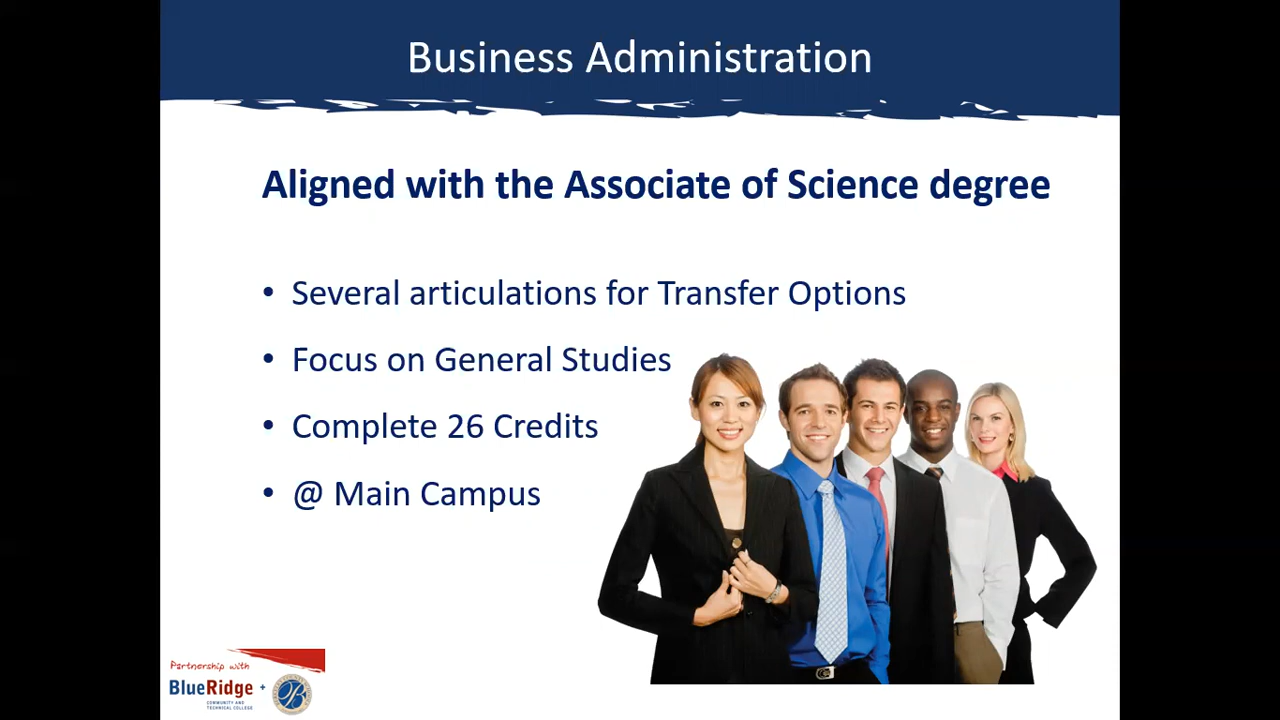 Business Administration
Aligned with the Associate of Science degree
• Several articulations for Transfer Options
• Focus on General Studies
• Complete 26 Credits
• @ Main Campus
Partnership with
BlueRidge +
COMMUNITY AND
TECHNICAL COLLEGE